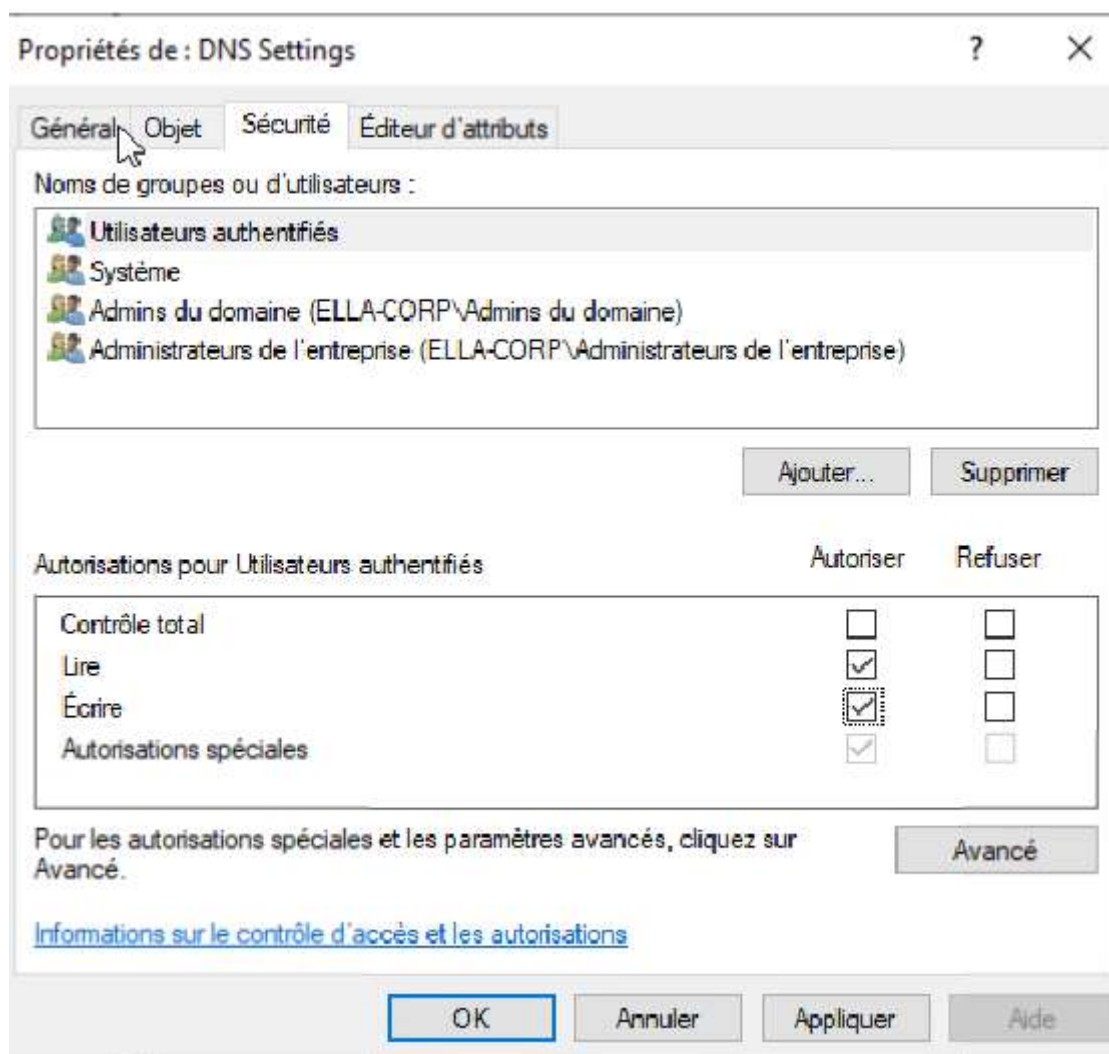 Propriétés de : DNS Settings
?
Général Objet Sécurité Éditeur d'attributs
Noms de groupes ou d'utilisateurs :
Utilisateurs authentifiés
Système
Admins du domaine (ELLA-CORP\Admins du domaine)
Administrateurs de l'entreprise (ELLA-CORP\Administrateurs de l'entreprise)
Ajouter... Supprimer
Autorisations pour Utilisateurs authentifiés Autoriser Refuser
Contrôle total
Lire
Écrire
Autorisations spéciales
Pour les autorisations spéciales et les paramètres avancés, cliquez sur
Avancé.
Avancé
Informations sur le contrôle d'accès et les autorisations
OK Annuler Appliquer Aide